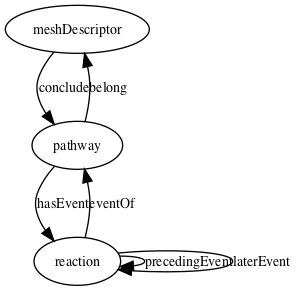 meshDescriptor
concludebelong
pathway
hasEventeventOf
reaction
precedingEventlaterEvent